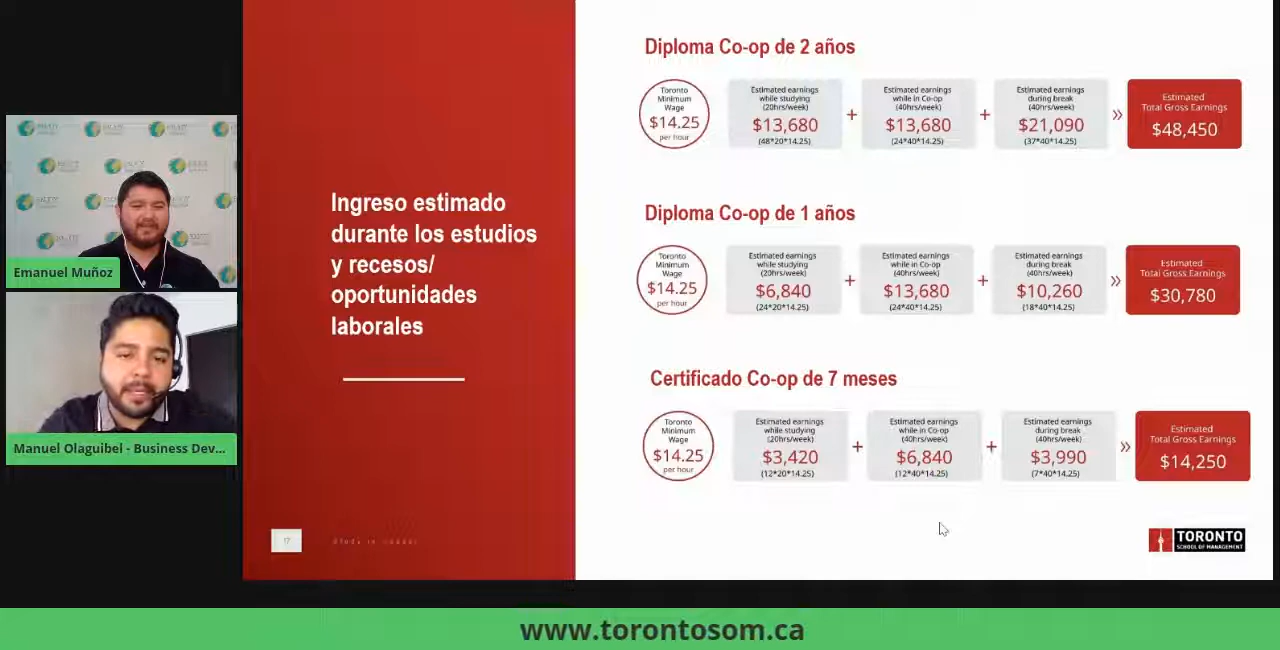 Emanuel Muñoz
Manuel Olaguibel - Business Dev...
Ingreso estimado
durante los estudios
y recesos/
oportunidades
laborales
17
Diploma Co-op de 2 años
Toronto
Minimum
Wage
$14.25
per hour
Estimated earnings
while studying
(20hrs/week)
$13,680
(48*20*14.25)
+
Estimated earnings
while in Co-op
(40hrs/week)
$13,680
(24*40*14.25)
+
Estimated earnings
during break
(40hrs/week)
$21,090
(37*40*14.25)
»
Estimated
Total Gross Earnings
$48,450
Diploma Co-op de 1 años
Toronto
Minimum
Wage
$14.25
per hour
Estimated earnings
while studying
(20hrs/week)
$6,840
(24*20*14.25)
+
Estimated earnings
while in Co-op
(40hrs/week)
$13,680
(24*40*14.25)
+
Estimated earnings
during break
(40hrs/week)
$10,260
(18*40*14.25)
»
Estimated
Total Gross Earnings
$30,780
Certificado Co-op de 7 meses
Toronto
Minimum
Wage
$14.25
per hour
Estimated earnings
while studying
(20hrs/week)
$3,420
(12*20*14.25)
+
Estimated earnings
while in Co-op
(40hrs/week)
$6,840
(12*40*14.25)
+
Estimated earnings
during break
(40hrs/week)
$3,990
(7*40*14.25)
»
Estimated
Total Gross Earnings
$14,250
TORONTO
SCHOOL OF MANAGEMENT
www.torontosom.ca